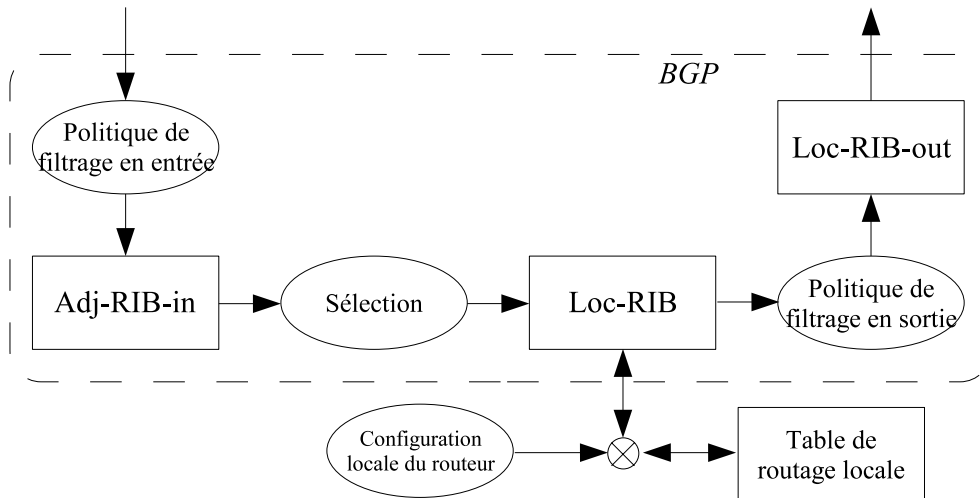 BGP
Politique de
filtrage en entrée
Loc-RIB-out
Adj-RIB-in
Sélection
Loc-RIB
Politique de
filtrage en sortie
Configuration
locale du routeur
Table de
routage locale